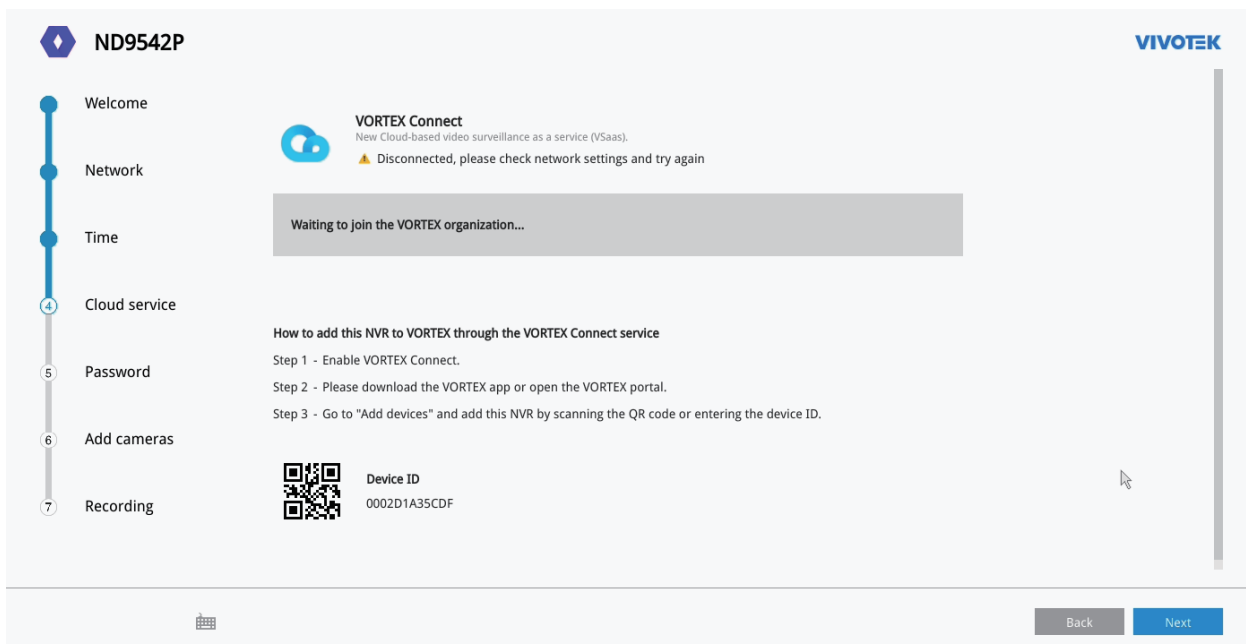 ND9542P
VIVOTEK
Welcome
Network
Time
4
Cloud service
5
Password
6
Add cameras
7
Recording
VORTEX Connect
New Cloud-based video surveillance as a service (VSaas).
Disconnected, please check network settings and try again
Waiting to join the VORTEX organization...
How to add this NVR to VORTEX through the VORTEX Connect service
Step 1 - Enable VORTEX Connect.
Step 2 - Please download the VORTEX app or open the VORTEX portal.
Step 3 - Go to "Add devices" and add this NVR by scanning the QR code or entering the device ID.
Device ID
0002D1A35CDF
Back
Next